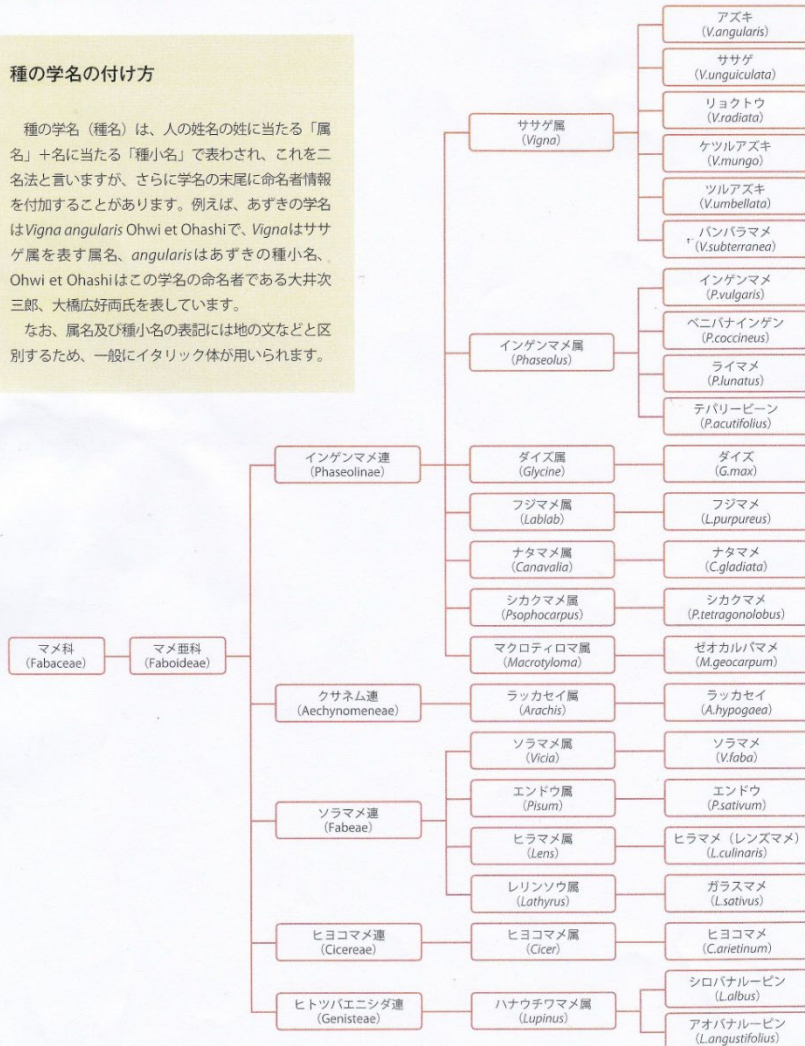 種の学名の付け方
種の学名(種名)は、人の姓名の姓に当たる「属
名」+名に当たる「種小名」で表わされ、これを二
名法と言いますが、さらに学名の末尾に命名者情報
を付加することがあります。例えば、あずきの学名
はVigna angularis Ohwi et Ohashiで、Vignaはササ
ゲ属を表す属名、angularisはあずきの種小名、
Ohwi et Ohashiはこの学名の命名者である大井次
三郎、大橋広好両氏を表しています。
なお、属名及び種小名の表記には地の文などと区
別するため、一般にイタリック体が用いられます。
マメ科
(Fabaceae)
マメ亜科
(Faboideae)
インゲンマメ連
(Phaseolinae)
ササゲ属
(Vigna)
アズキ
(V.angularis)
ササゲ
(V.unguiculata)
リョクトウ
(V.radiata)
ケツルアズキ
(V.mungo)
ツルアズキ
(V.umbellata)
バンバラマメ
(V.subterranea)
インゲンマメ属
(Phaseolus)
インゲンマメ
(P.vulgaris)
ベニバナインゲン
(P.coccineus)
ライマメ
(P.lunatus)
テパリービーン
(P.acutifolius)
ダイズ属
(Glycine)
ダイズ
(G.max)
フジマメ属
(Lablab)
フジマメ
(L.purpureus)
ナタマメ属
(Canavalia)
ナタマメ
(C.gladiata)
シカクマメ属
(Psophocarpus)
シカクマメ
(P.tetragonolobus)
マクロティロマ属
(Macrotyloma)
ゼオカルパマメ
(M.geocarpum)
クサネム連
(Aechynomeneae)
ラッカセイ属
(Arachis)
ラッカセイ
(A.hypogaea)
ソラマメ連
(Fabeae)
ソラマメ属
(Vicia)
ソラマメ
(V.faba)
エンドウ属
(Pisum)
エンドウ
(P.sativum)
ヒラマメ属
(Lens)
ヒラマメ(レンズマメ)
(L.culinaris)
レリンソウ属
(Lathyrus)
ガラスマメ
(L.sativus)
ヒヨコマメ連
(Cicereae)
ヒヨコマメ属
(Cicer)
ヒヨコマメ
(C.arietinum)
ヒトツバエニシダ連
(Genisteae)
ハナウチワマメ属
(Lupinus)
シロバナルーピン
(L.albus)
アオバナルーピン
(L.angustifolius)